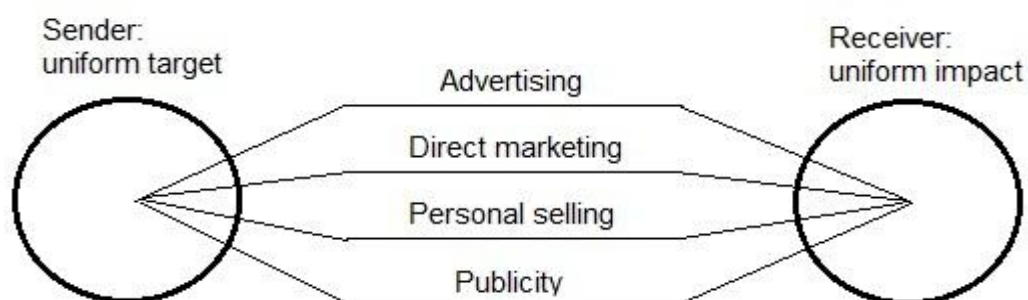 Sender:
uniform target
Receiver:
uniform impact
Advertising
Direct marketing
Personal selling
Publicity